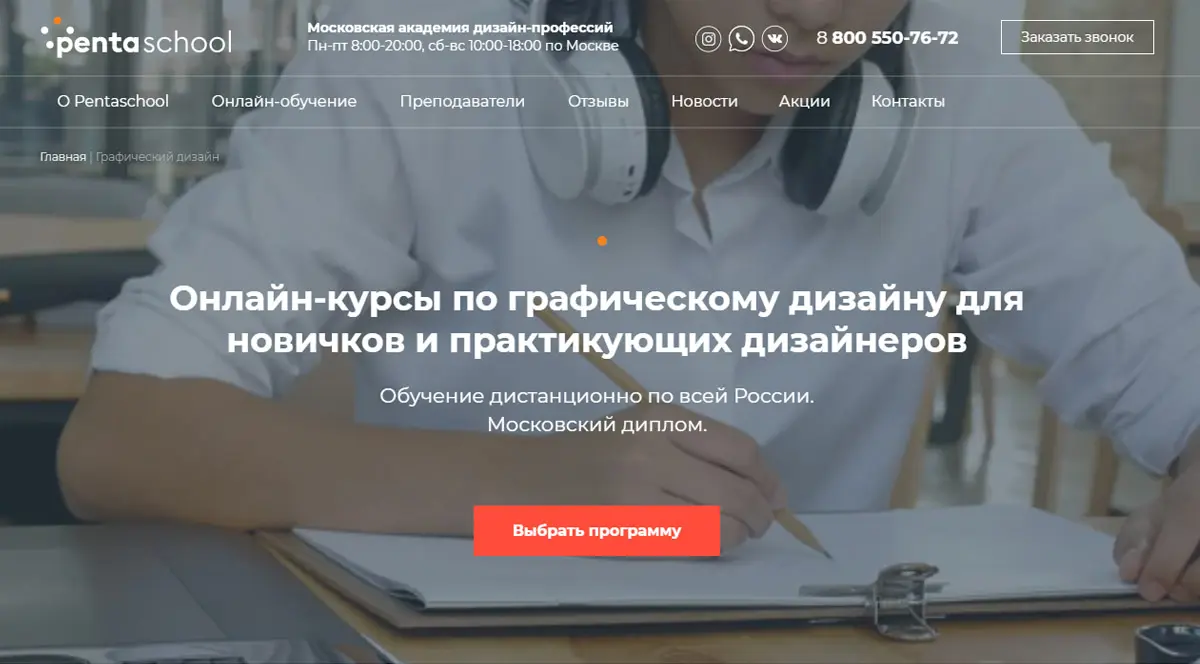 pentaschool
Московская академия дизайн-профессий
Пн-пт 8:00-20:00, сб-вс 10:00-18:00 по Москве
8 800 550-76-72
Заказать звонок
О Pentaschool
Онлайн-обучение
Преподаватели
Отзывы
Новости
Акции
Контакты
Главная | Графический дизайн
Онлайн-курсы по графическому дизайну для
новичков и практикующих дизайнеров
Обучение дистанционно по всей России.
Московский диплом.
Выбрать программу